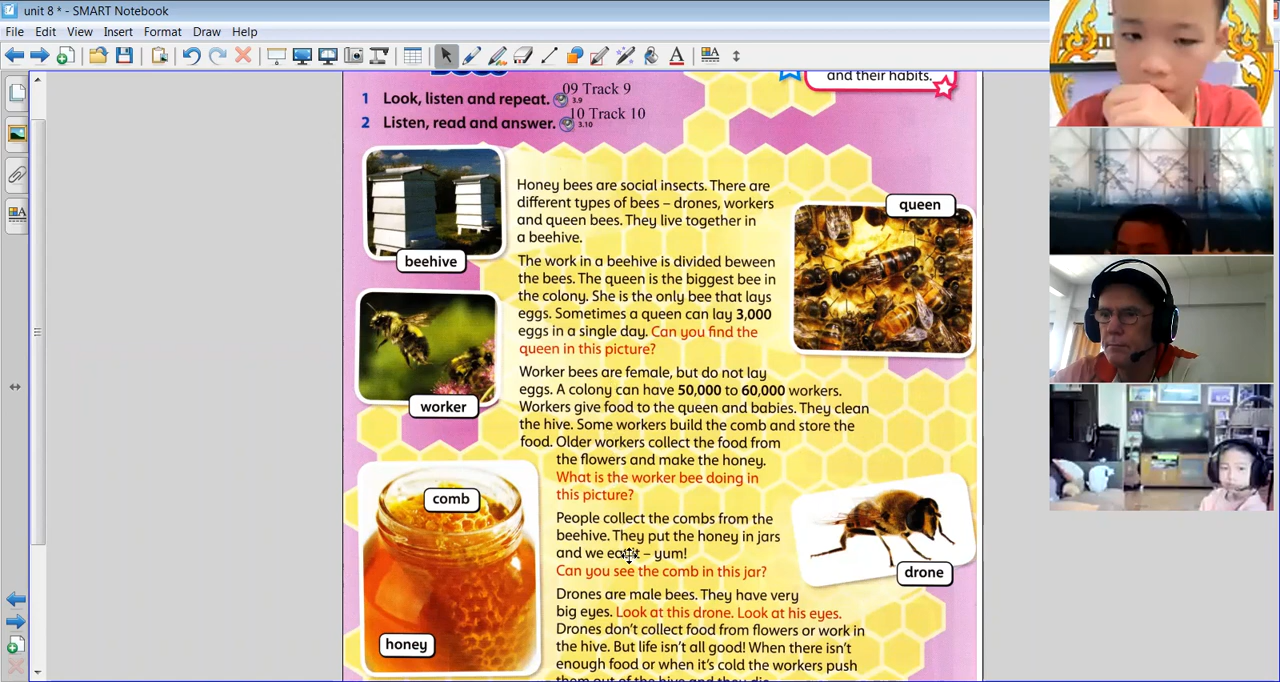 unit 8 * - SMART Notebook
File Edit View Insert Format Draw Help
and their habits.
09 Track 9
1 Look, listen and repeat. 3.9
10 Track 10
2 Listen, read and answer. 3.10
Honey bees are social insects. There are
different types of bees – drones, workers
and queen bees. They live together in
a beehive.
beehive
queen
The work in a beehive is divided beween
the bees. The queen is the biggest bee in
the colony. She is the only bee that lays
eggs. Sometimes a queen can lay 3,000
eggs in a single day. Can you find the
queen in this picture?
worker
Worker bees are female, but do not lay
eggs. A colony can have 50,000 to 60,000 workers.
Workers give food to the queen and babies. They clean
the hive. Some workers build the comb and store the
food. Older workers collect the food from
the flowers and make the honey.
What is the worker bee doing in
this picture?
comb
honey
People collect the combs from the
beehive. They put the honey in jars
and we eat it – yum!
Can you see the comb in this jar?
drone
Drones are male bees. They have very
big eyes. Look at this drone. Look at his eyes.
Drones don't collect food from flowers or work in
the hive. But life isn't all good! When there isn't
enough food or when it's cold the workers push
them out of the hive and they die.